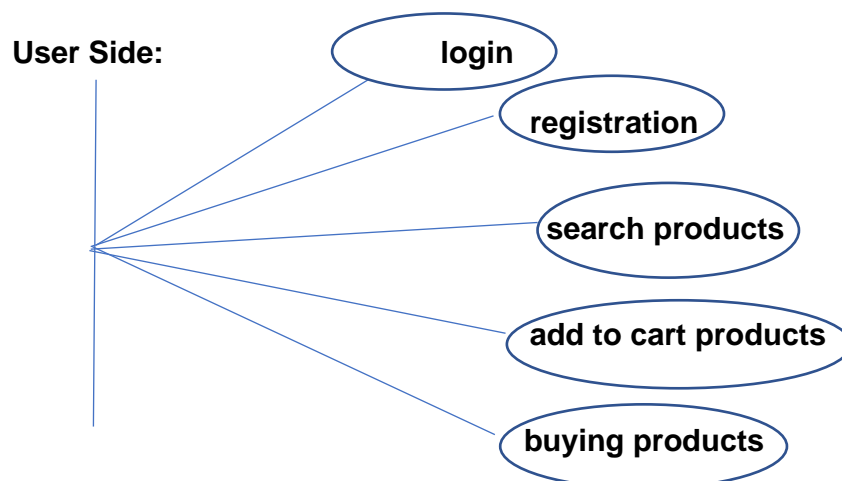 User Side:
login
registration
search products
add to cart products
buying products